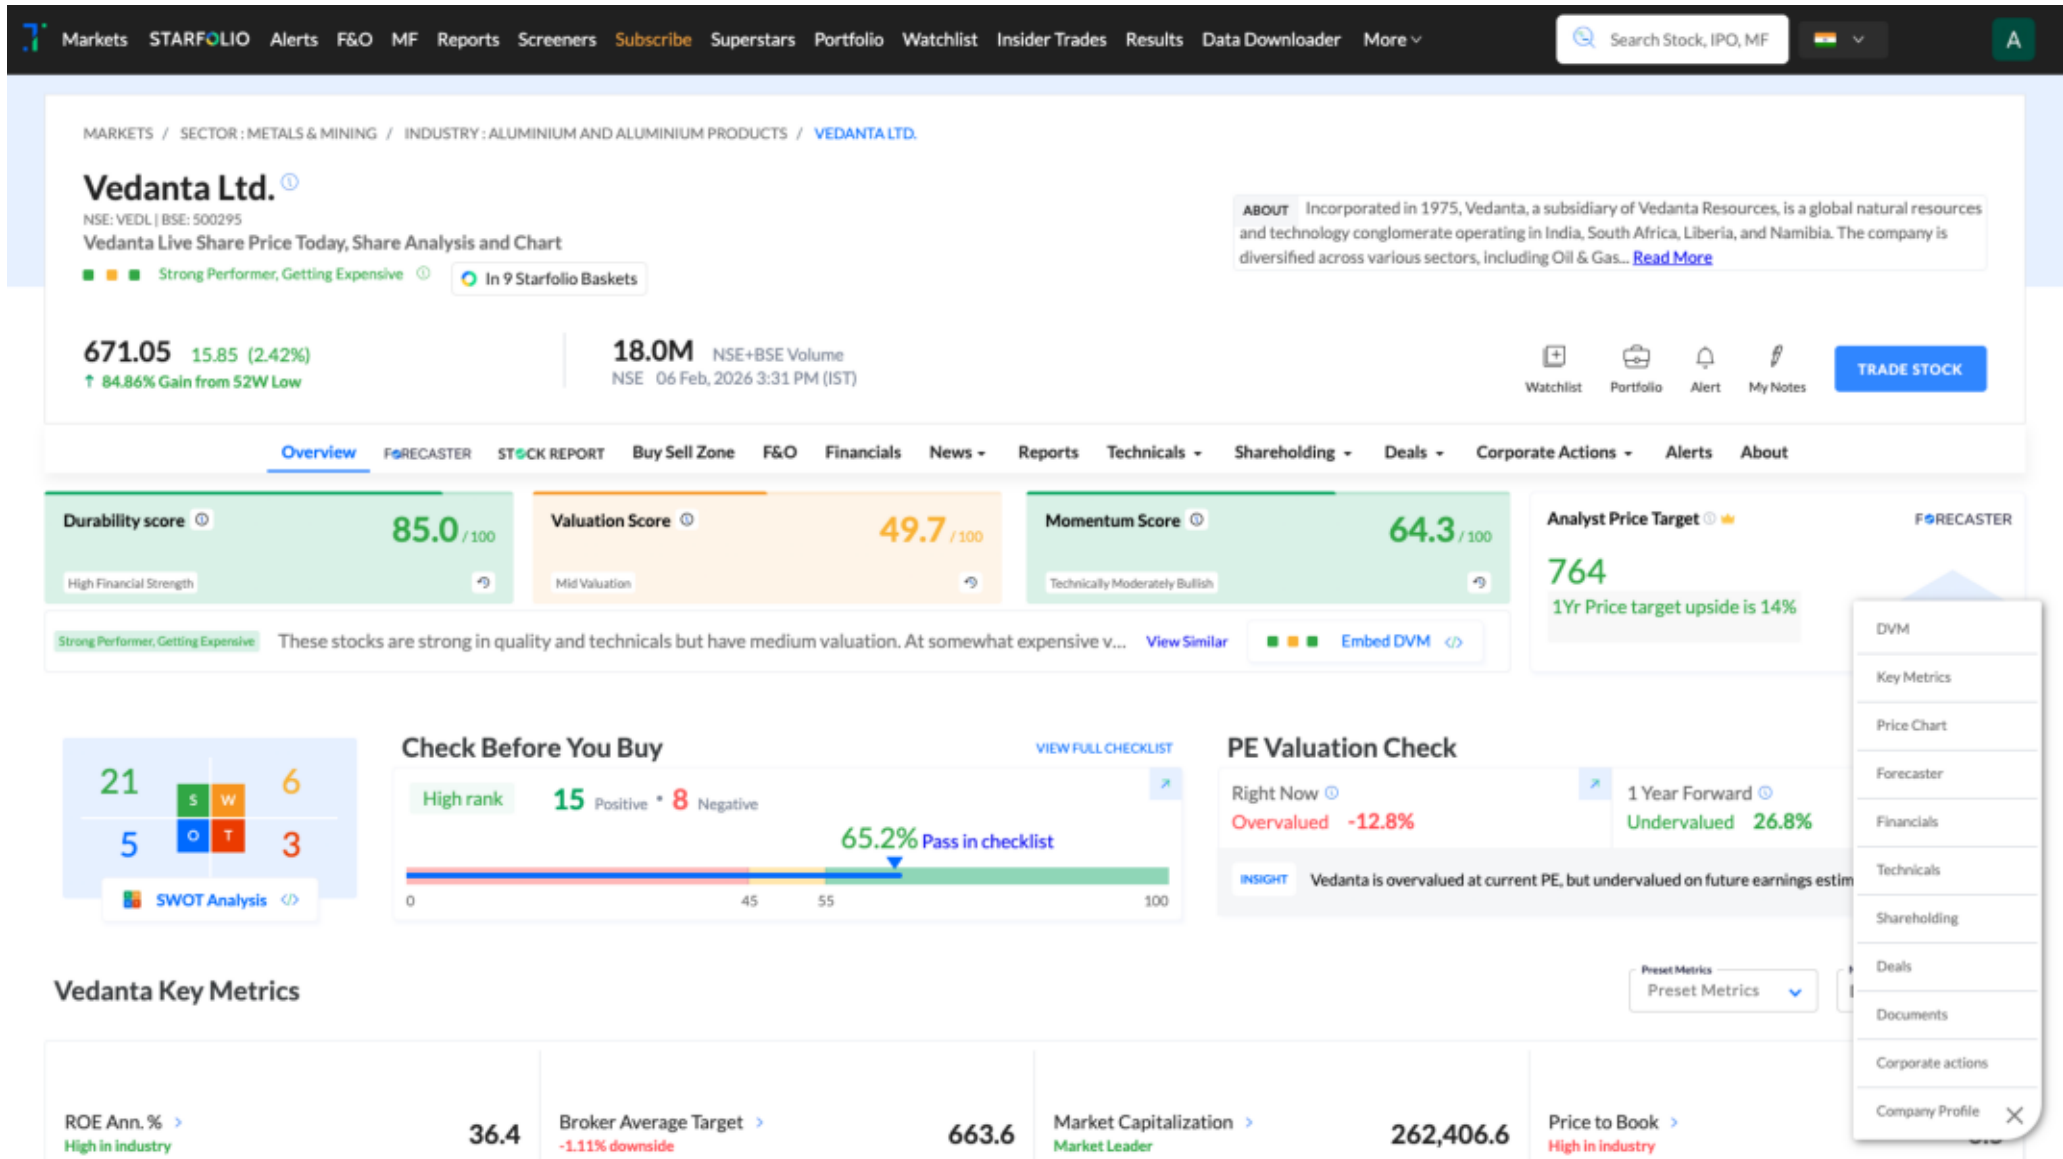 Markets STARFOLIO Alerts F&O MF Reports Screeners Subscribe Superstars Portfolio Watchlist Insider Trades Results Data Downloader More Search Stock, IPO, MF A
MARKETS / SECTOR : METALS & MINING / INDUSTRY : ALUMINIUM AND ALUMINIUM PRODUCTS / VEDANTA LTD.
Vedanta Ltd.
NSE: VEDL | BSE: 500295
Vedanta Live Share Price Today, Share Analysis and Chart
Strong Performer, Getting Expensive In 9 Starfolio Baskets
ABOUT Incorporated in 1975, Vedanta, a subsidiary of Vedanta Resources, is a global natural resources
and technology conglomerate operating in India, South Africa, Liberia, and Namibia. The company is
diversified across various sectors, including Oil & Gas... Read More
671.05 15.85 (2.42%)
84.86% Gain from 52W Low
18.0M NSE+BSE Volume
NSE 06 Feb, 2026 3:31 PM (IST)
Watchlist Portfolio Alert My Notes TRADE STOCK
Overview FORECASTER STOCK REPORT Buy Sell Zone F&O Financials News Reports Technicals Shareholding Deals Corporate Actions Alerts About
Durability score 85.0 / 100
High Financial Strength
Valuation Score 49.7 / 100
Mid Valuation
Momentum Score 64.3 / 100
Technically Moderately Bullish
Analyst Price Target FORECASTER
764
1Yr Price target upside is 14%
Strong Performer, Getting Expensive These stocks are strong in quality and technicals but have medium valuation. At somewhat expensive v... View Similar Embed DVM </>
21 S W 6
5 O T 3
SWOT Analysis </>
Check Before You Buy VIEW FULL CHECKLIST
High rank 15 Positive • 8 Negative
65.2% Pass in checklist
0 45 55 100
PE Valuation Check
Right Now
Overvalued -12.8%
1 Year Forward
Undervalued 26.8%
INSIGHT Vedanta is overvalued at current PE, but undervalued on future earnings estim
DVM
Key Metrics
Price Chart
Forecaster
Financials
Technicals
Shareholding
Deals
Documents
Corporate actions
Company Profile
Vedanta Key Metrics
Preset Metrics
Preset Metrics
ROE Ann. % 36.4
High in industry
Broker Average Target 663.6
-1.11% downside
Market Capitalization 262,406.6
Market Leader
Price to Book
High in industry